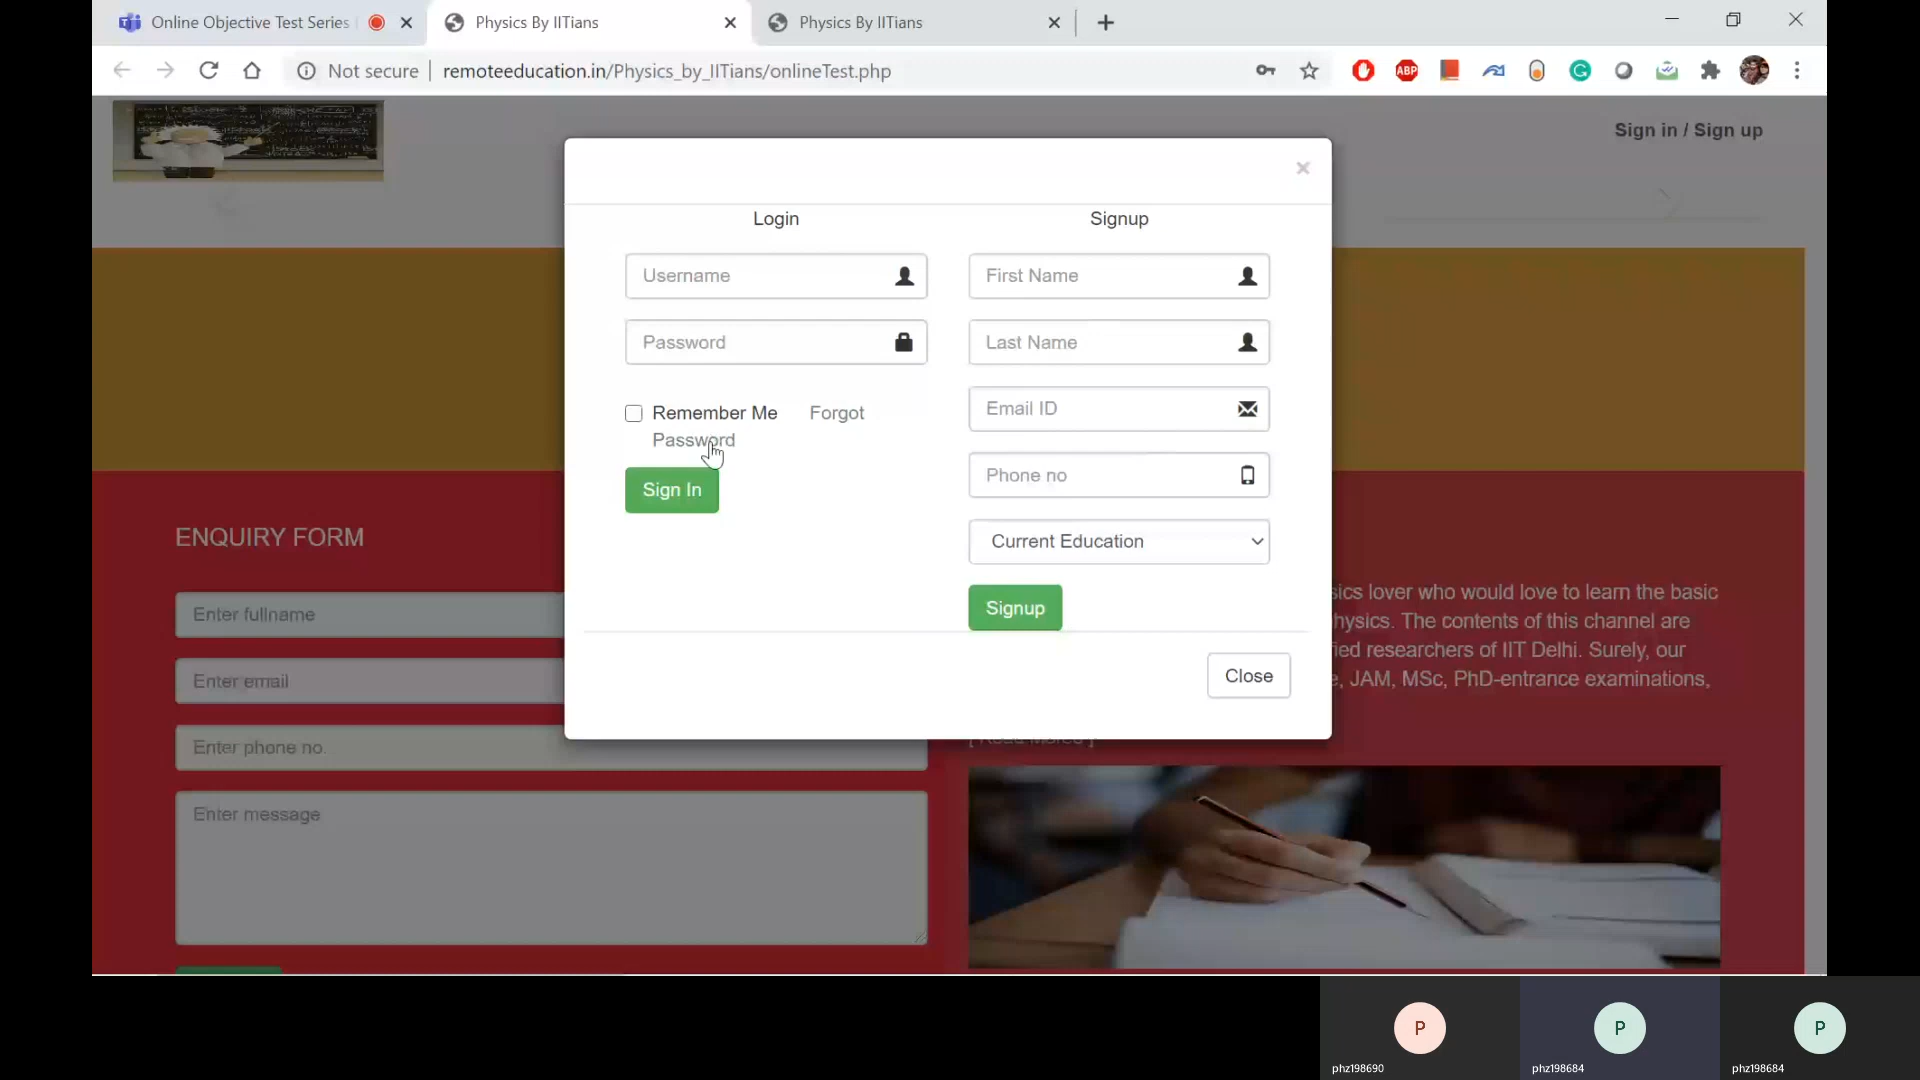 Online Objective Test Series
Physics By IITians
Physics By IITians
Not secure
remoteeducation.in/Physics_by_IITians/onlineTest.php
ABP
Sign in / Sign up
×
Login
Signup
Username
First Name
Password
Last Name
Remember Me Forgot
Password
Email ID
Sign In
Phone no
Current Education
Signup
Close
ENQUIRY FORM
Enter fullname
Enter email
Enter phone no.
Enter message
sics lover who would love to learn the basic
hysics. The contents of this channel are
ied researchers of IIT Delhi. Surely, our
e, JAM, MSc, PhD-entrance examinations,
P
phz198690
P
phz198684
P
phz198684